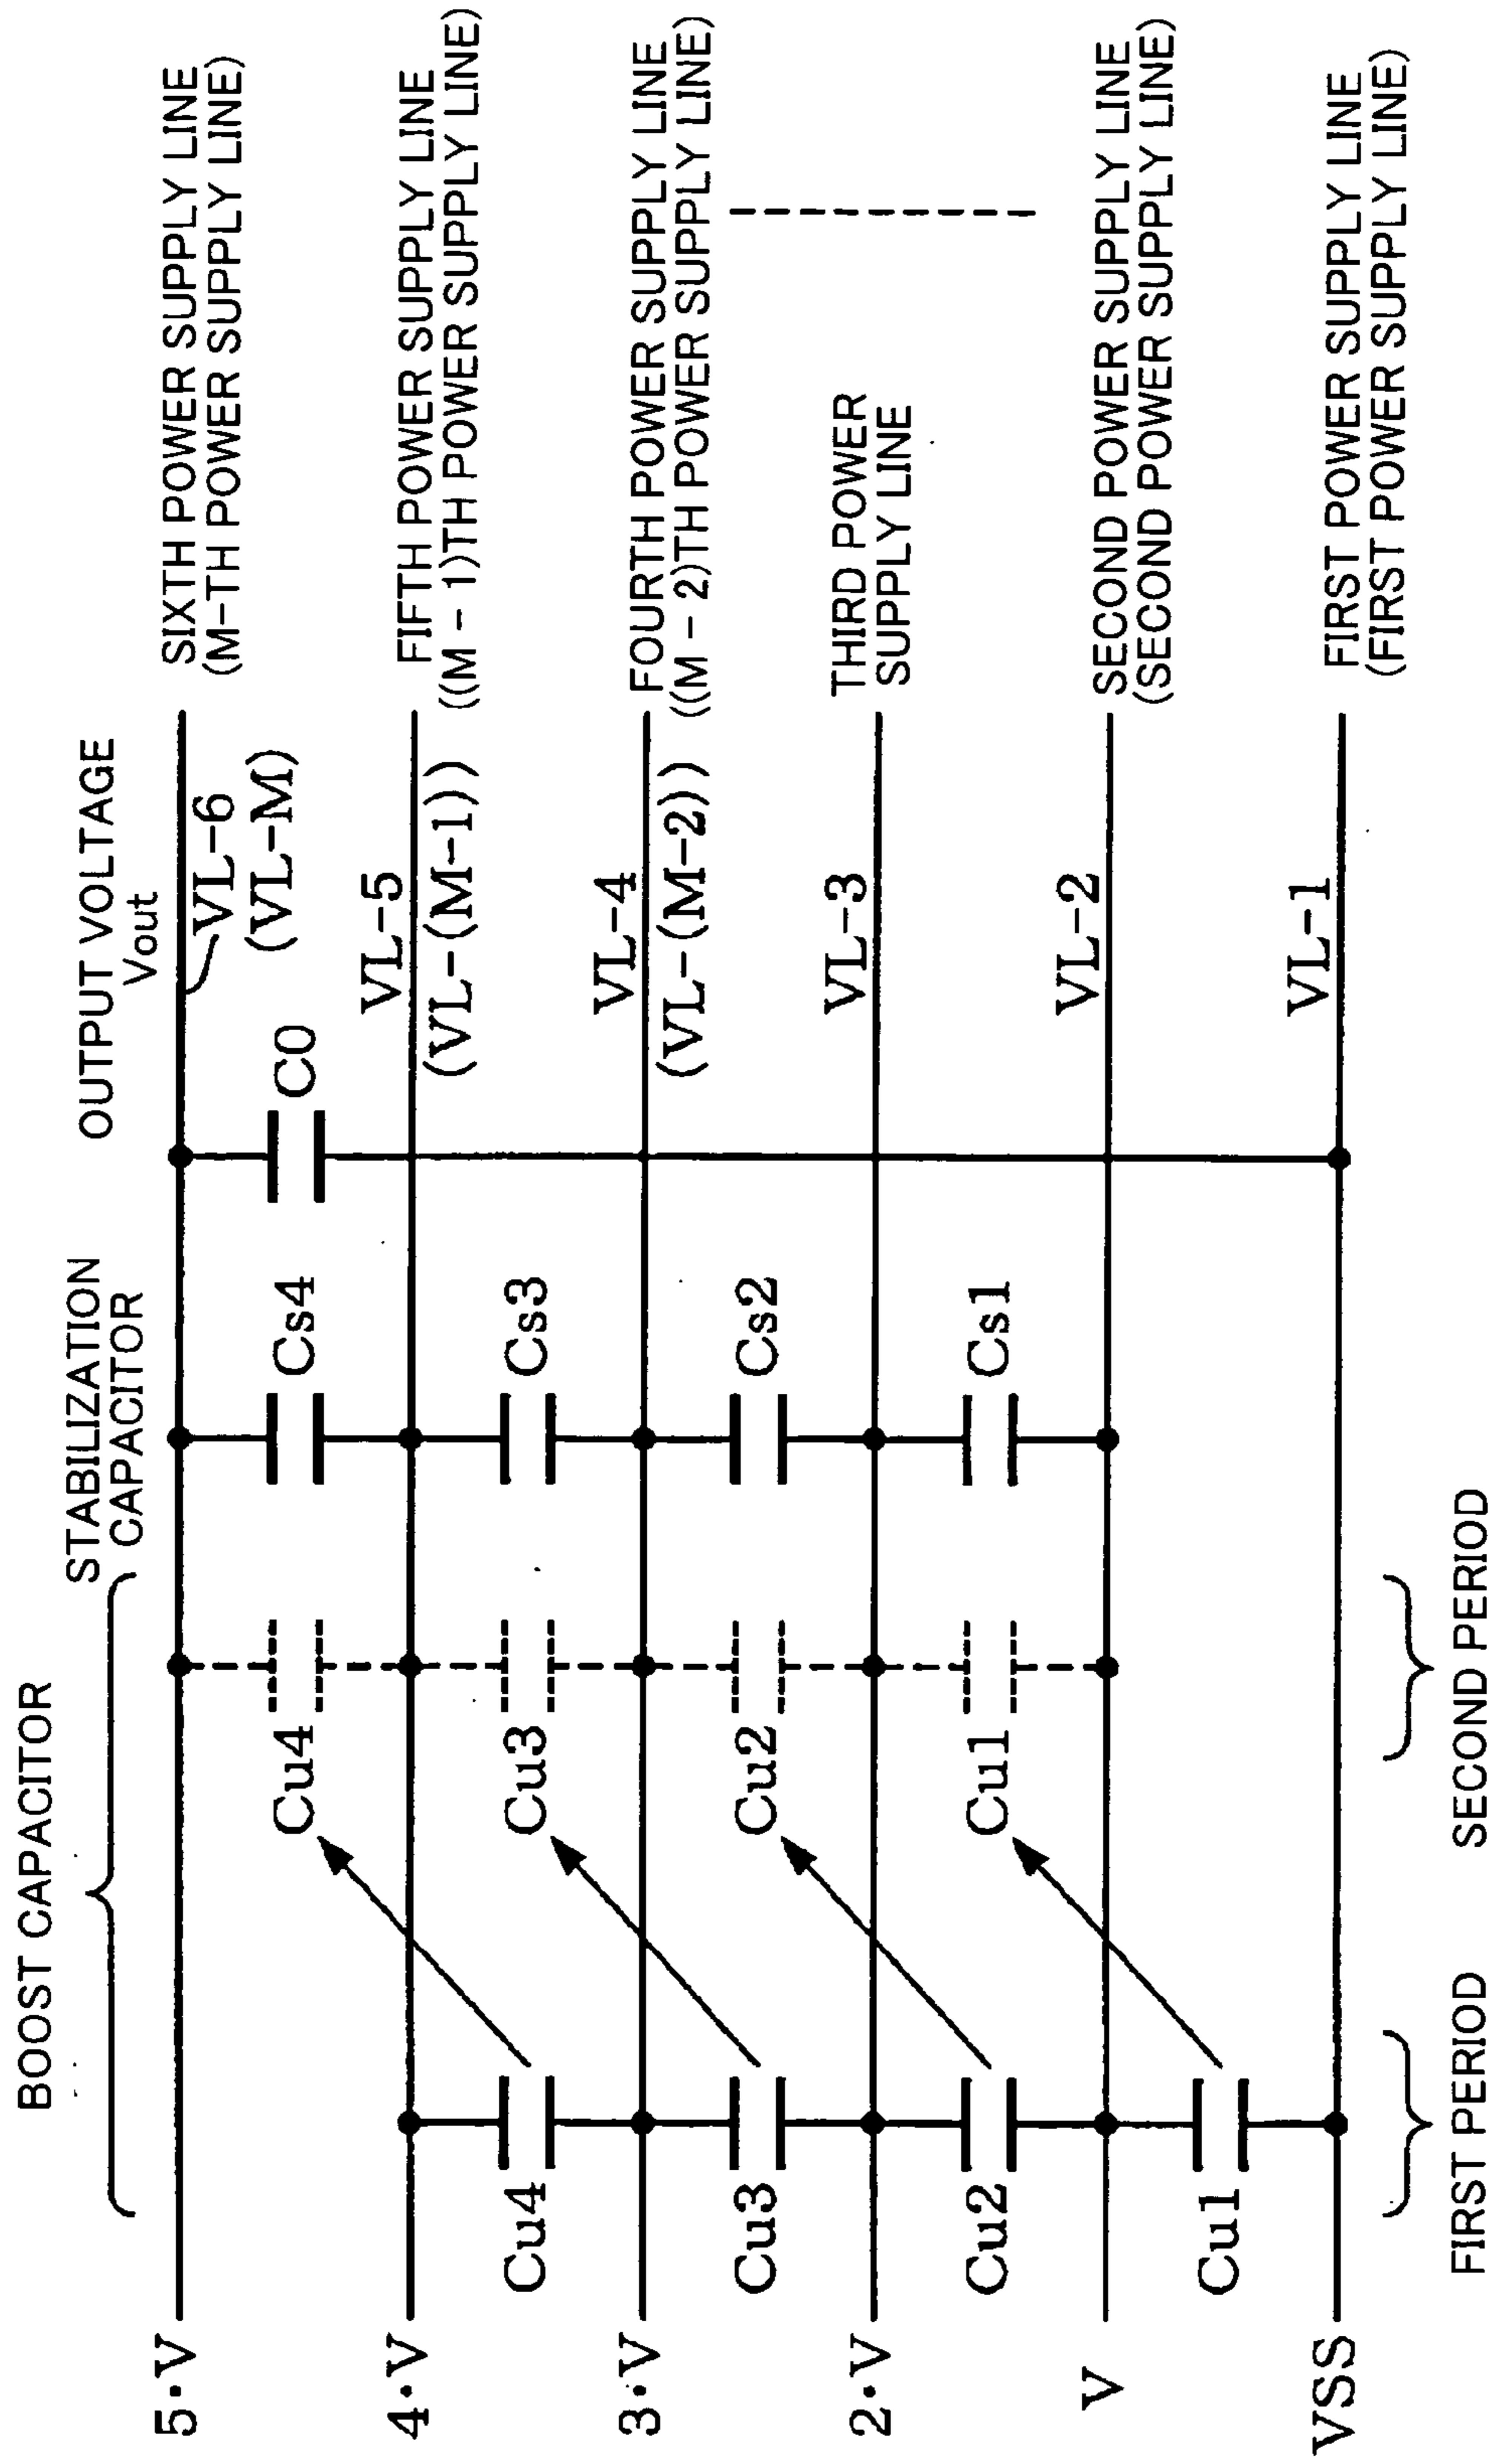 BOOST CAPACITOR
STABILIZATION
CAPACITOR
OUTPUT VOLTAGE
Vout
5·V
Cu4
Cs4
C0
VL-6
(VL-M)
SIXTH POWER SUPPLY LINE
(M-TH POWER SUPPLY LINE)
4·V
Cu4
Cu3
Cs3
VL-5
(VL-(M-1))
FIFTH POWER SUPPLY LINE
((M - 1)TH POWER SUPPLY LINE)
3·V
Cu3
Cu2
Cs2
VL-4
(VL-(M-2))
FOURTH POWER SUPPLY LINE
((M - 2)TH POWER SUPPLY LINE)
2·V
Cu2
Cu1
Cs1
VL-3
THIRD POWER
SUPPLY LINE
V
Cu1
VL-2
SECOND POWER SUPPLY LINE
(SECOND POWER SUPPLY LINE)
VSS
VL-1
FIRST POWER SUPPLY LINE
(FIRST POWER SUPPLY LINE)
FIRST PERIOD
SECOND PERIOD